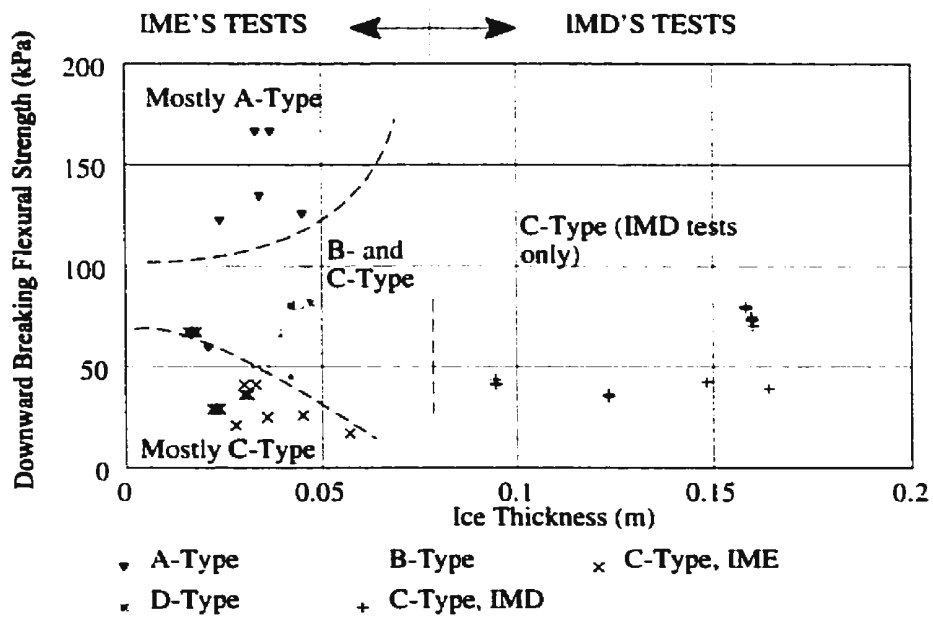 IME'S TESTS IMD'S TESTS
Downward Breaking Flexural Strength (kPa)
200
150
100
50
0
Mostly A-Type
B- and
C-Type
C-Type (IMD tests
only)
Mostly C-Type
0 0.05 0.1 0.15 0.2
Ice Thickness (m)
A-Type B-Type C-Type, IME
D-Type C-Type, IMD